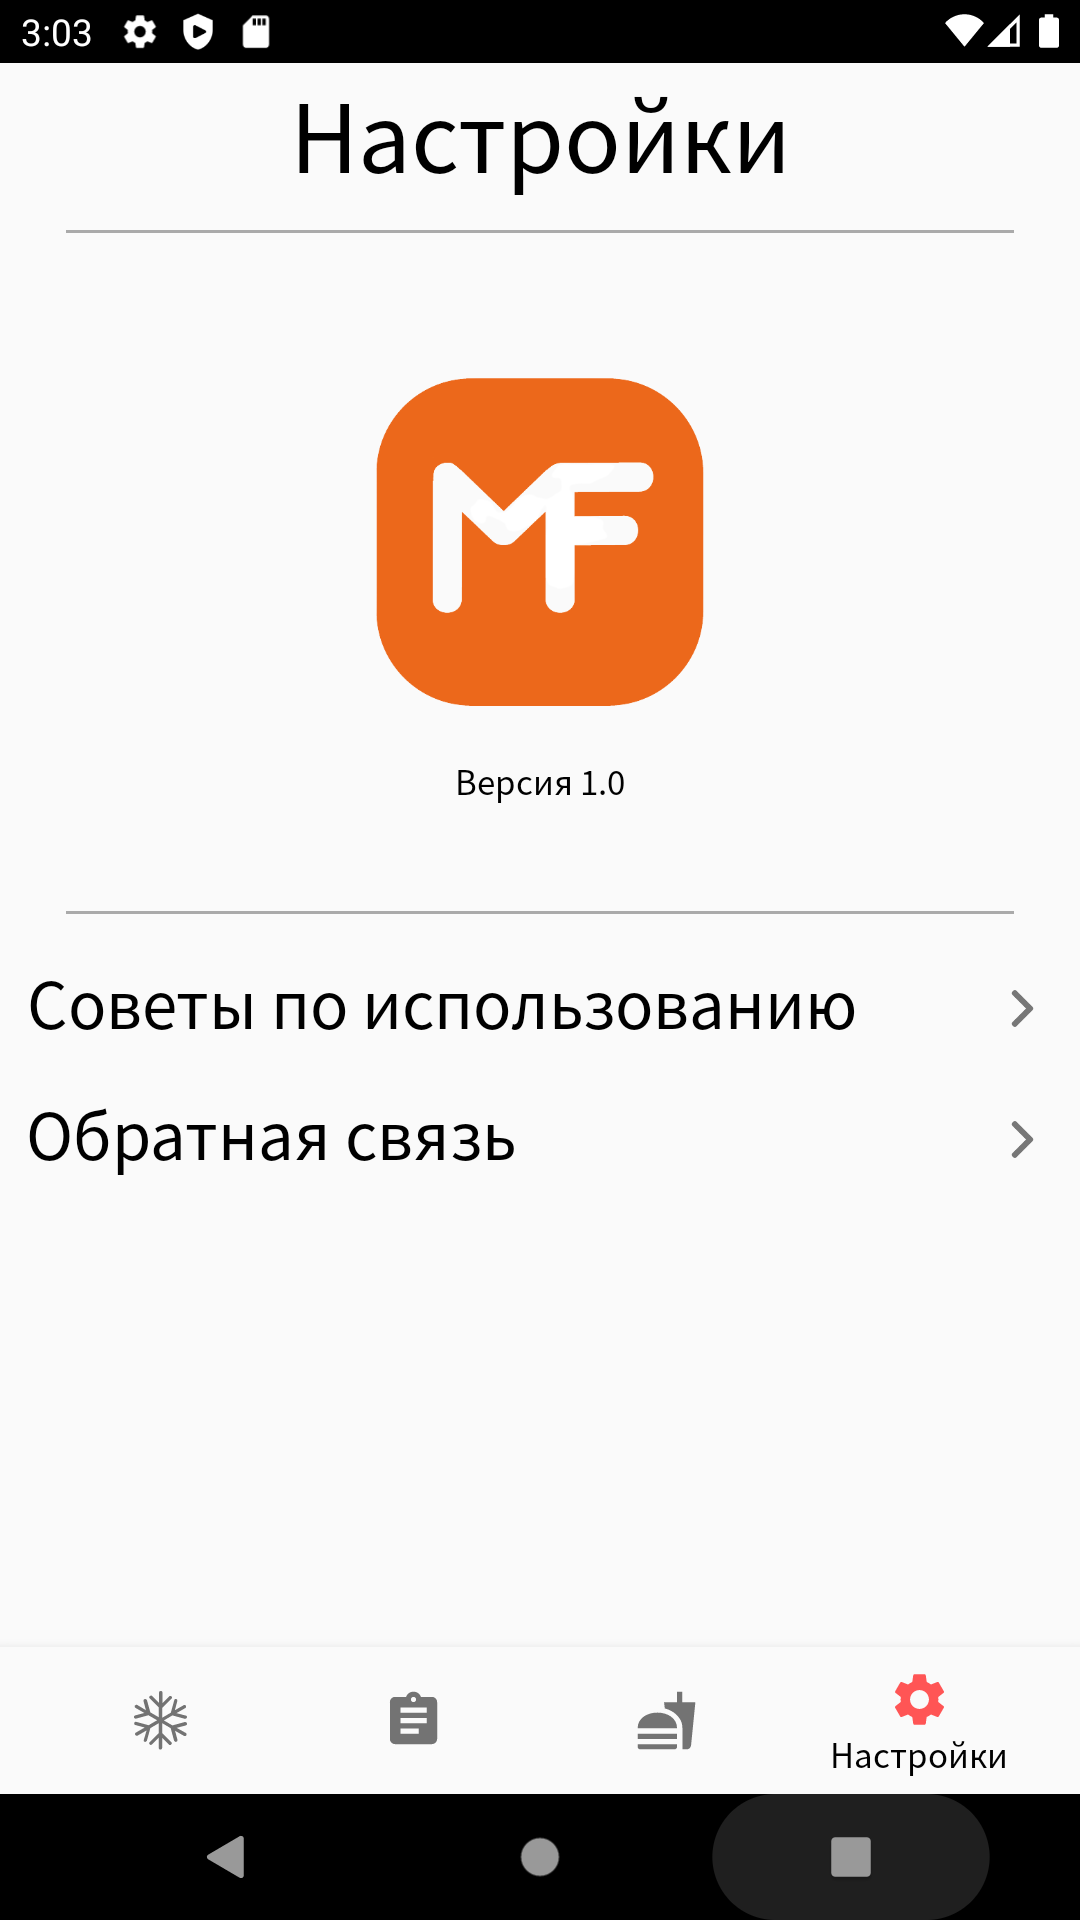 3:03
Настройки
MF
Версия 1.0
Советы по использованию
Обратная связь
Настройки